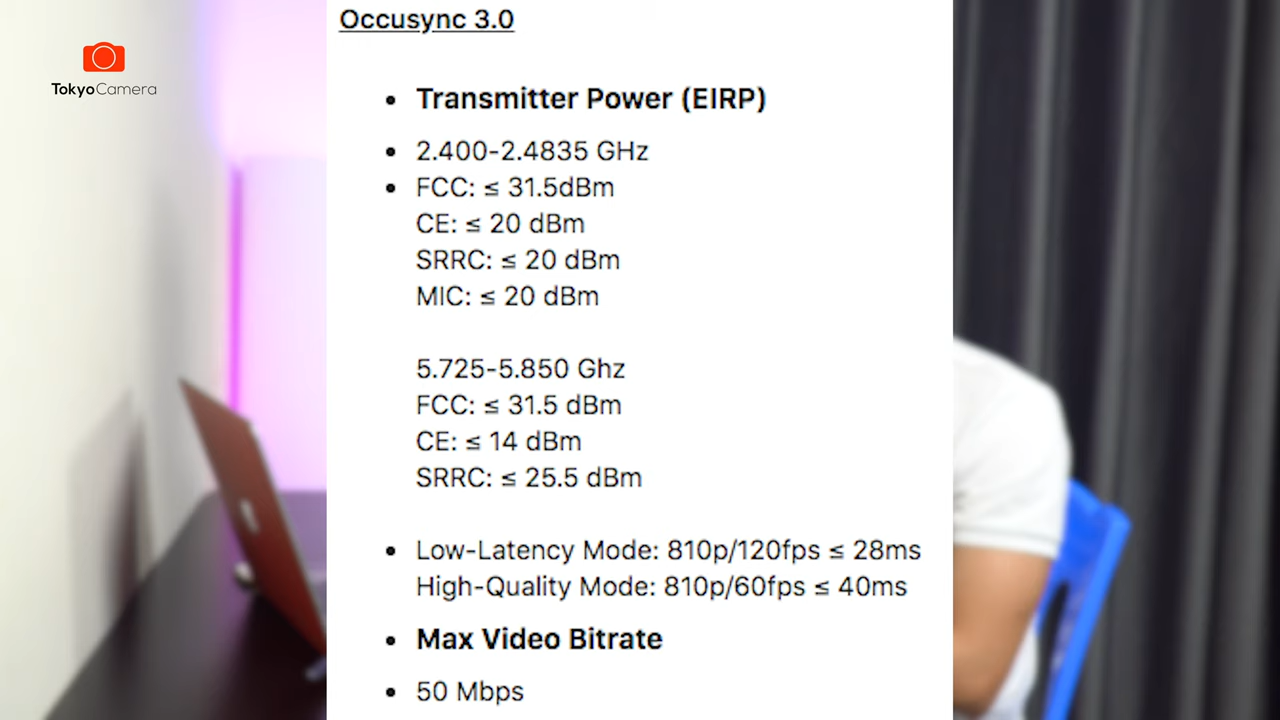 TokyoCamera
Occusync 3.0
Transmitter Power (EIRP)
2.400-2.4835 GHz
FCC: ≤ 31.5dBm
CE: ≤ 20 dBm
SRRC: ≤ 20 dBm
MIC: ≤ 20 dBm
5.725-5.850 Ghz
FCC: ≤ 31.5 dBm
CE: ≤ 14 dBm
SRRC: ≤ 25.5 dBm
Low-Latency Mode: 810p/120fps ≤ 28ms
High-Quality Mode: 810p/60fps ≤ 40ms
Max Video Bitrate
50 Mbps